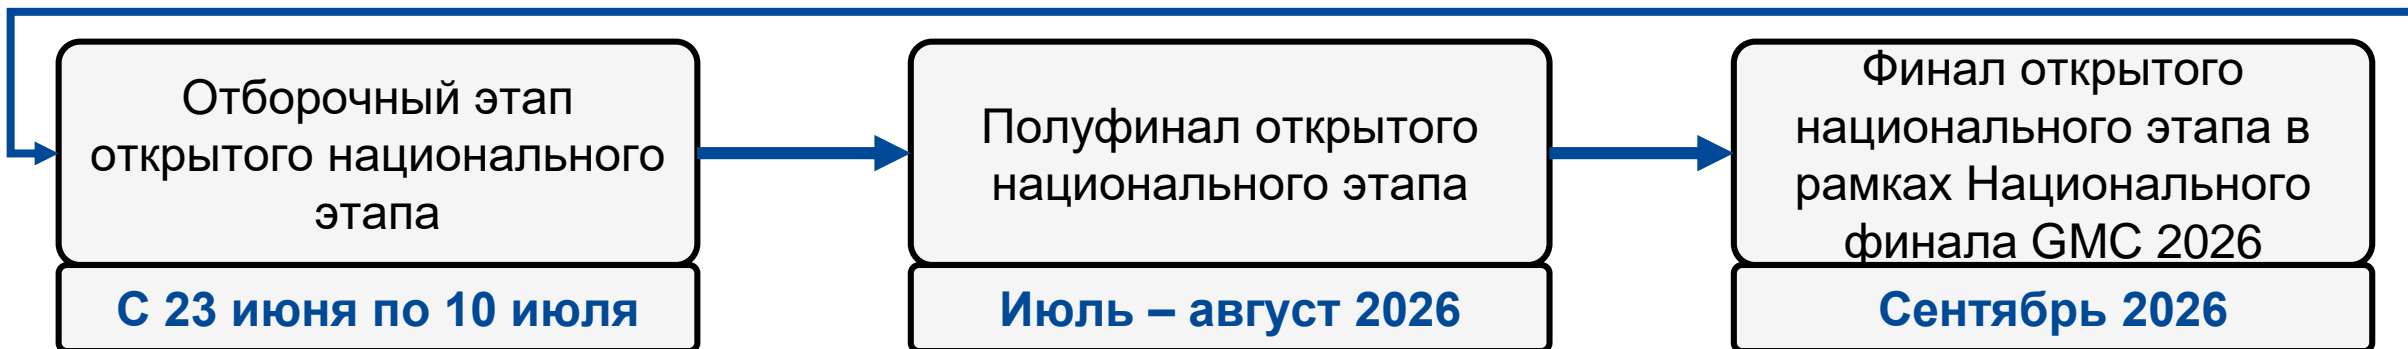 Отборочный этап
открытого национального
этапа
С 23 июня по 10 июля
Полуфинал открытого
национального этапа
Июль – август 2026
Финал открытого
национального этапа в
рамках Национального
финала GMC 2026
Сентябрь 2026